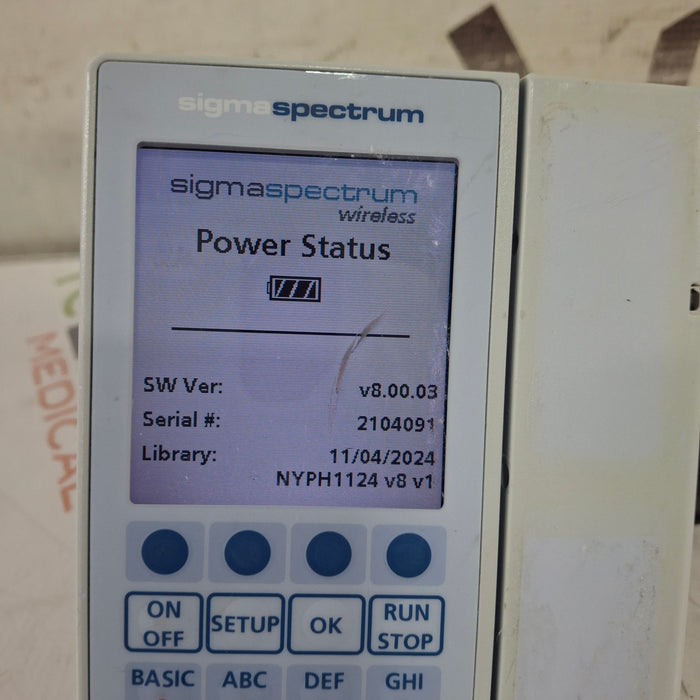 sigmaspectrum
sigmaspectrum
wireless
Power Status
SW Ver: v8.00.03
Serial #: 2104091
Library: 11/04/2024
NYPH1124 v8 v1
ON OFF
SETUP
OK
RUN STOP
BASIC ABC DEF GHI
MEDICAL